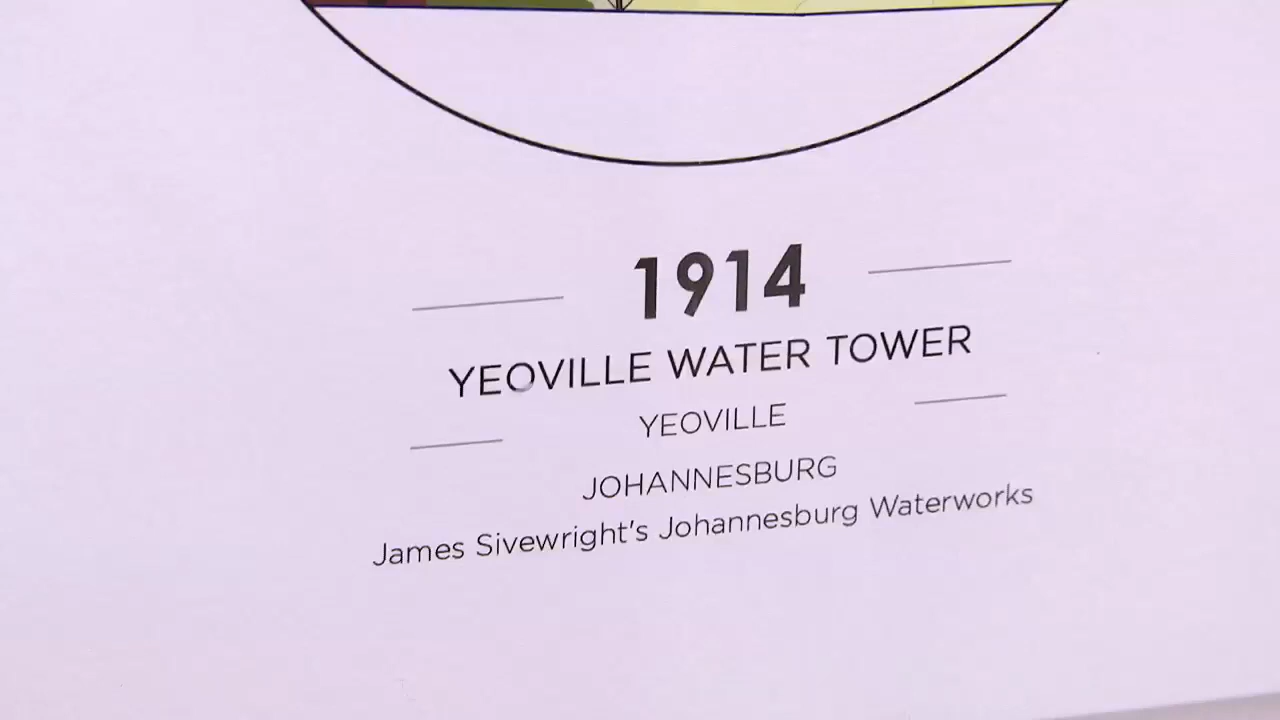 1914
YEOVILLE WATER TOWER
YEOVILLE
JOHANNESBURG
James Sivewright's Johannesburg Waterworks